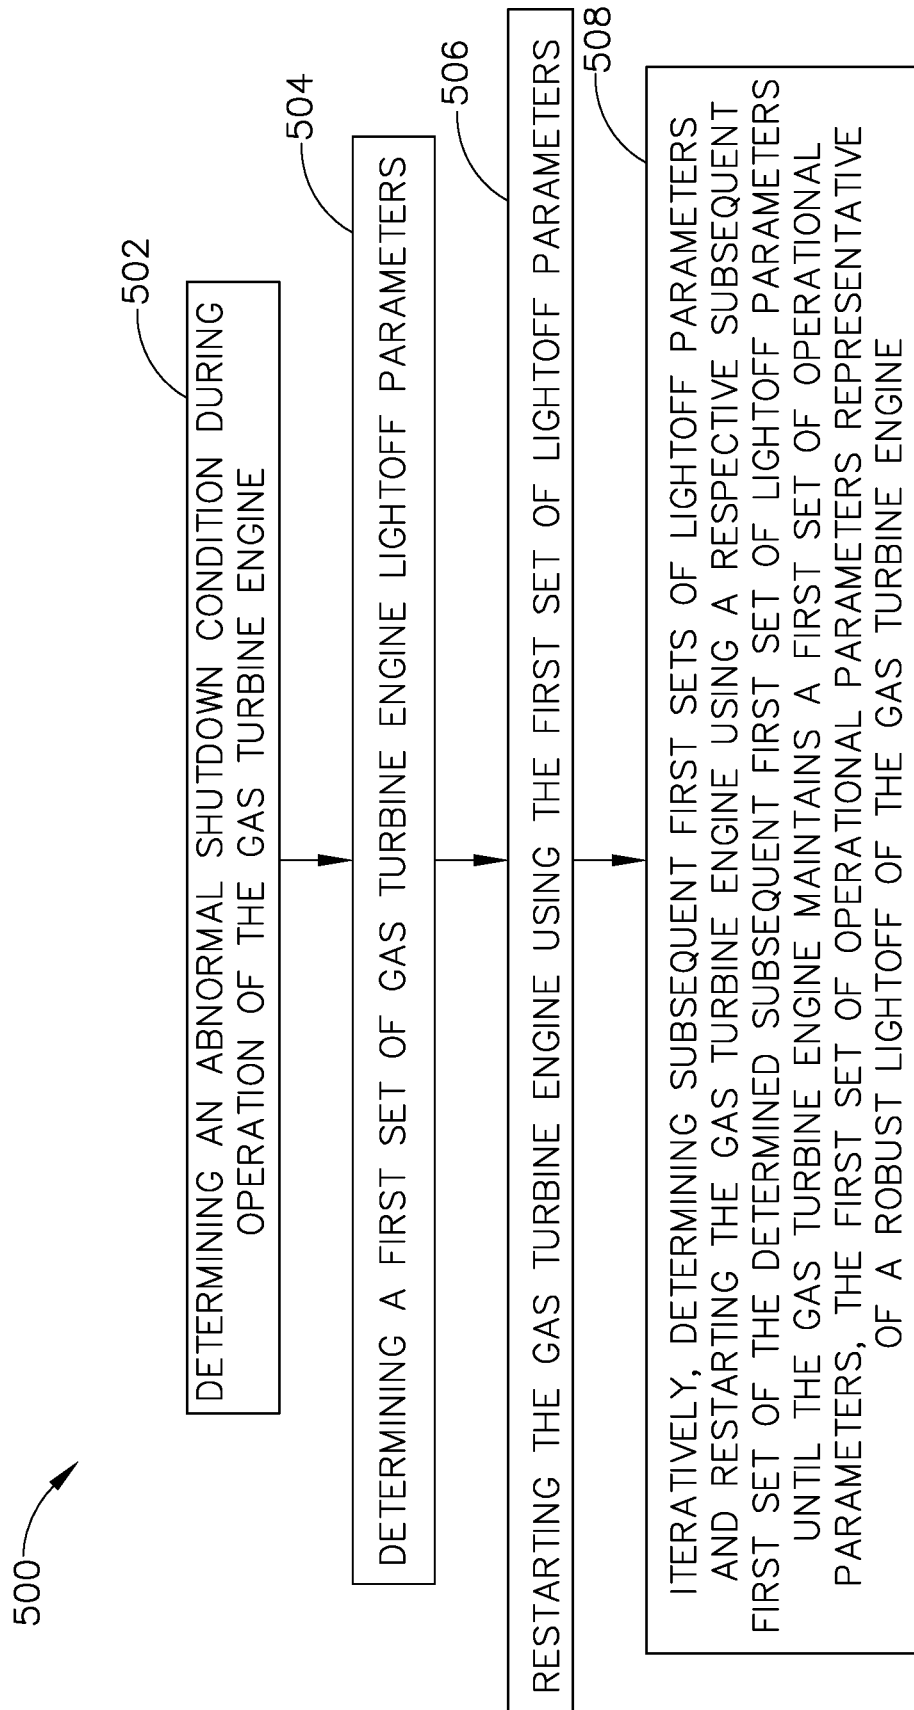 500
502
DETERMINING AN ABNORMAL SHUTDOWN CONDITION DURING
OPERATION OF THE GAS TURBINE ENGINE
504
DETERMINING A FIRST SET OF GAS TURBINE ENGINE LIGHTOFF PARAMETERS
506
RESTARTING THE GAS TURBINE ENGINE USING THE FIRST SET OF LIGHTOFF PARAMETERS
508
ITERATIVELY, DETERMINING SUBSEQUENT FIRST SETS OF LIGHTOFF PARAMETERS
AND RESTARTING THE GAS TURBINE ENGINE USING A RESPECTIVE SUBSEQUENT
FIRST SET OF THE DETERMINED SUBSEQUENT FIRST SET OF LIGHTOFF PARAMETERS
UNTIL THE GAS TURBINE ENGINE MAINTAINS A FIRST SET OF OPERATIONAL
PARAMETERS, THE FIRST SET OF OPERATIONAL PARAMETERS REPRESENTATIVE
OF A ROBUST LIGHTOFF OF THE GAS TURBINE ENGINE